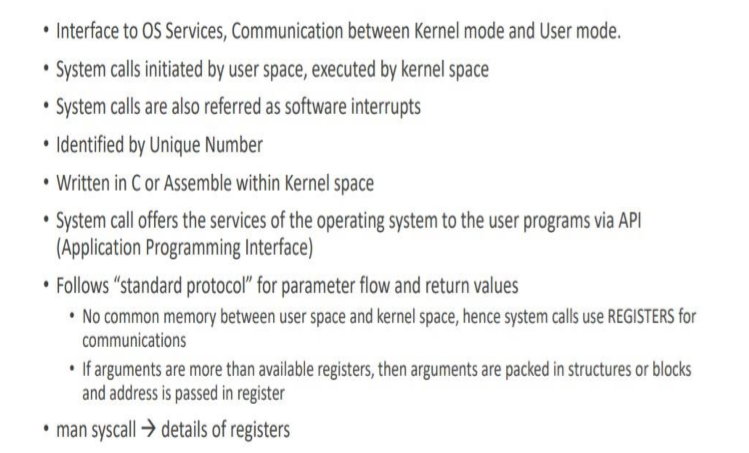 • Interface to OS Services, Communication between Kernel mode and User mode.
• System calls initiated by user space, executed by kernel space
• System calls are also referred as software interrupts
• Identified by Unique Number
• Written in C or Assemble within Kernel space
• System call offers the services of the operating system to the user programs via API
(Application Programming Interface)
• Follows “standard protocol” for parameter flow and return values
• No common memory between user space and kernel space, hence system calls use REGISTERS for
communications
• If arguments are more than available registers, then arguments are packed in structures or blocks
and address is passed in register
• man syscall → details of registers